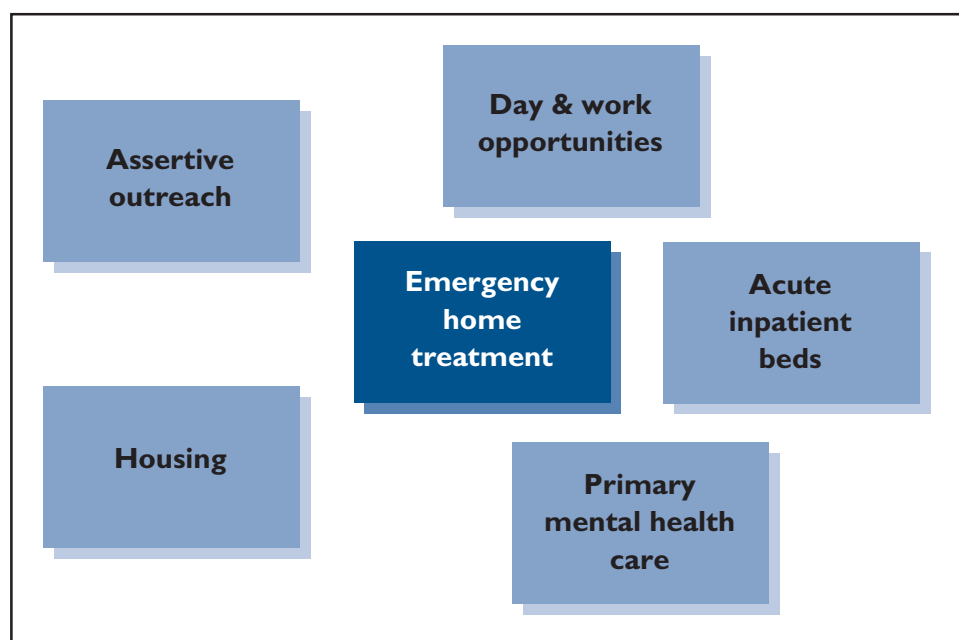 Day & work
opportunities
Assertive
outreach
Emergency
home
treatment
Acute
inpatient
beds
Housing
Primary
mental health
care